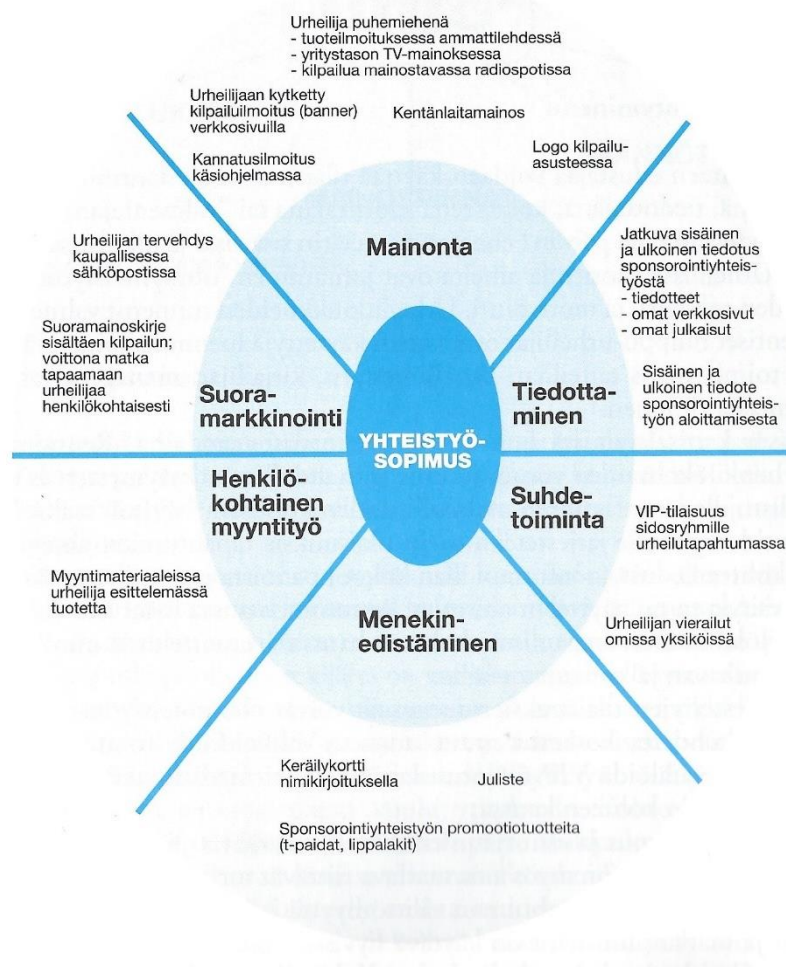 Urheilija puhemiehenä
- tuoteilmoituksessa ammattilehdessä
- yritystason TV-mainoksessa
- kilpailua mainostavassa radiospotissa
Urheilijaan kytketty
kilpailuilmoitus (banner)
verkkosivuilla
Kentänlaitamainos
Kannatusilmoitus
käsiohjelmassa
Logo kilpailu-
asusteessa
Mainonta
Urheilijan tervehdys
kaupallisessa
sähköpostissa
Suoramainoskirje
sisältäen kilpailun;
voittona matka
tapaamaan
urheilijaa
henkilökohtaisesti
Suora-
markkinointi
Jatkuva sisäinen
ja ulkoinen tiedotus
sponsorointiyhteis-
työstä
- tiedotteet
- omat verkkosivut
- omat julkaisut
Sisäinen ja
ulkoinen tiedote
sponsorointiyhteis-
työn aloittamisesta
Tiedotta-
minen
YHTEISTYÖ-
SOPIMUS
Henkilö-
kohtainen
myyntityö
Myyntimateriaaleissa
urheilija esittelemässä
tuotetta
Suhde-
toiminta
VIP-tilaisuus
sidosryhmille
urheilutapahtumassa
Urheilijan vierailut
omissa yksiköissä
Menekin-
edistäminen
Keräilykortti
nimikirjoituksella
Juliste
Sponsorointiyhteistyön promootiotuotteita
(t-paidat, lippalakit)